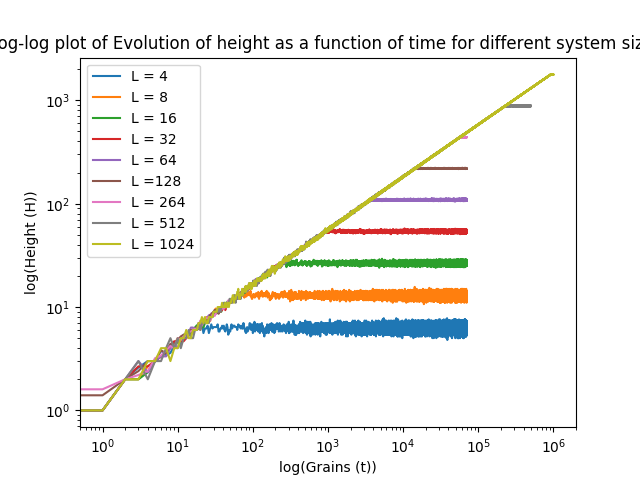 og-log plot of Evolution of height as a function of time for different system siz
L = 4
L = 8
L = 16
L = 32
L = 64
L =128
L = 264
L = 512
L = 1024
log(Height (H))
10³
10²
10¹
10⁰
10⁰ 10¹ 10² 10³ 10⁴ 10⁵ 10⁶
log(Grains (t))